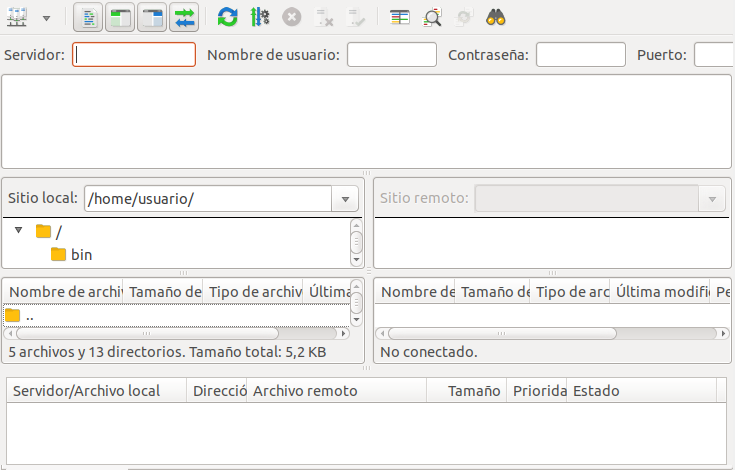 Servidor: Nombre de usuario: Contraseña: Puerto:
Sitio local: /home/usuario/
Sitio remoto:
/
bin
Nombre de archiv Tamaño de Tipo de archiv Última
..
5 archivos y 13 directorios. Tamaño total: 5,2 KB
Nombre de Tamaño de Tipo de arc Última modifi Pe
No conectado.
Servidor/Archivo local Direcció Archivo remoto Tamaño Priorida Estado